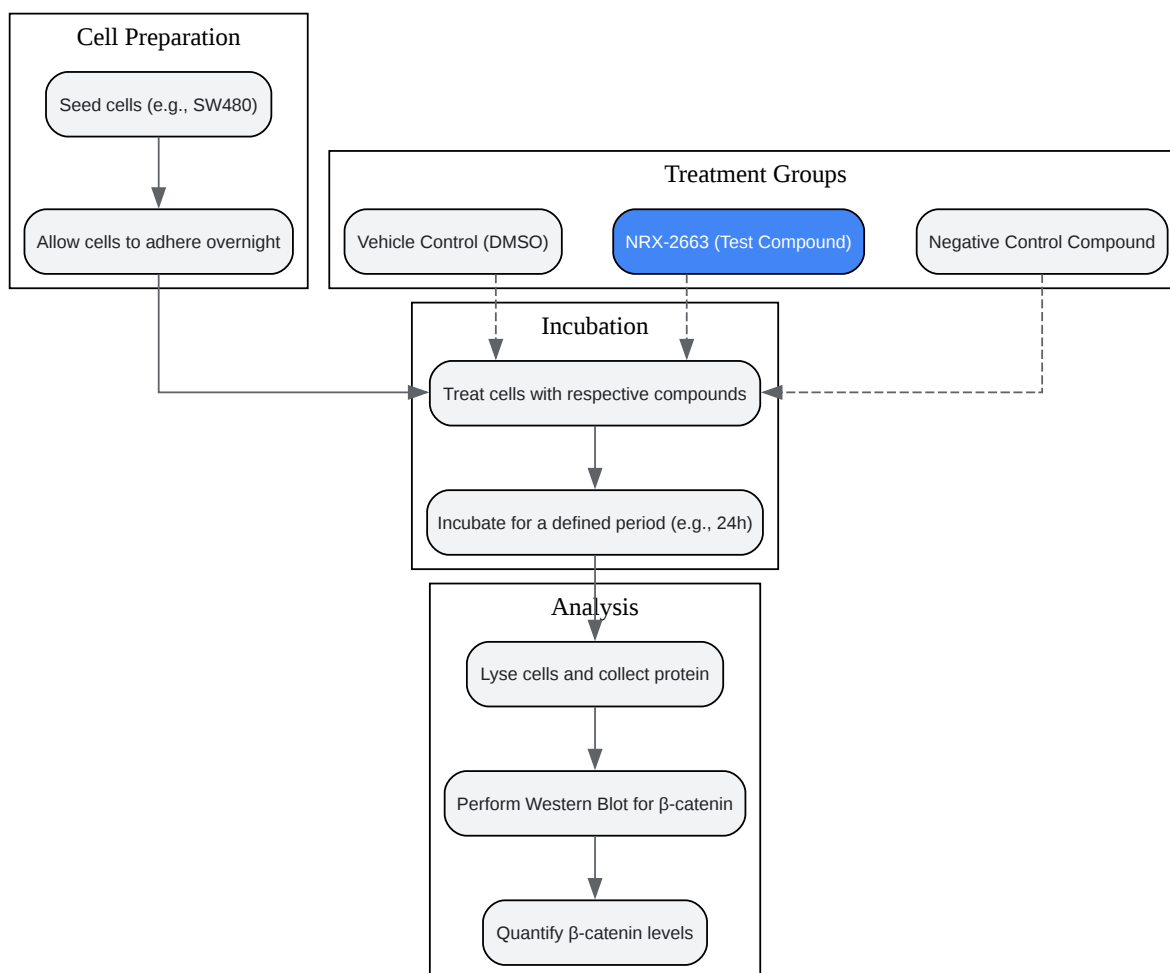 Cell Preparation
Seed cells (e.g., SW480)
Allow cells to adhere overnight
Treatment Groups
Vehicle Control (DMSO)
NRX-2663 (Test Compound)
Negative Control Compound
Incubation
Treat cells with respective compounds
Incubate for a defined period (e.g., 24h)
Analysis
Lyse cells and collect protein
Perform Western Blot for β-catenin
Quantify β-catenin levels